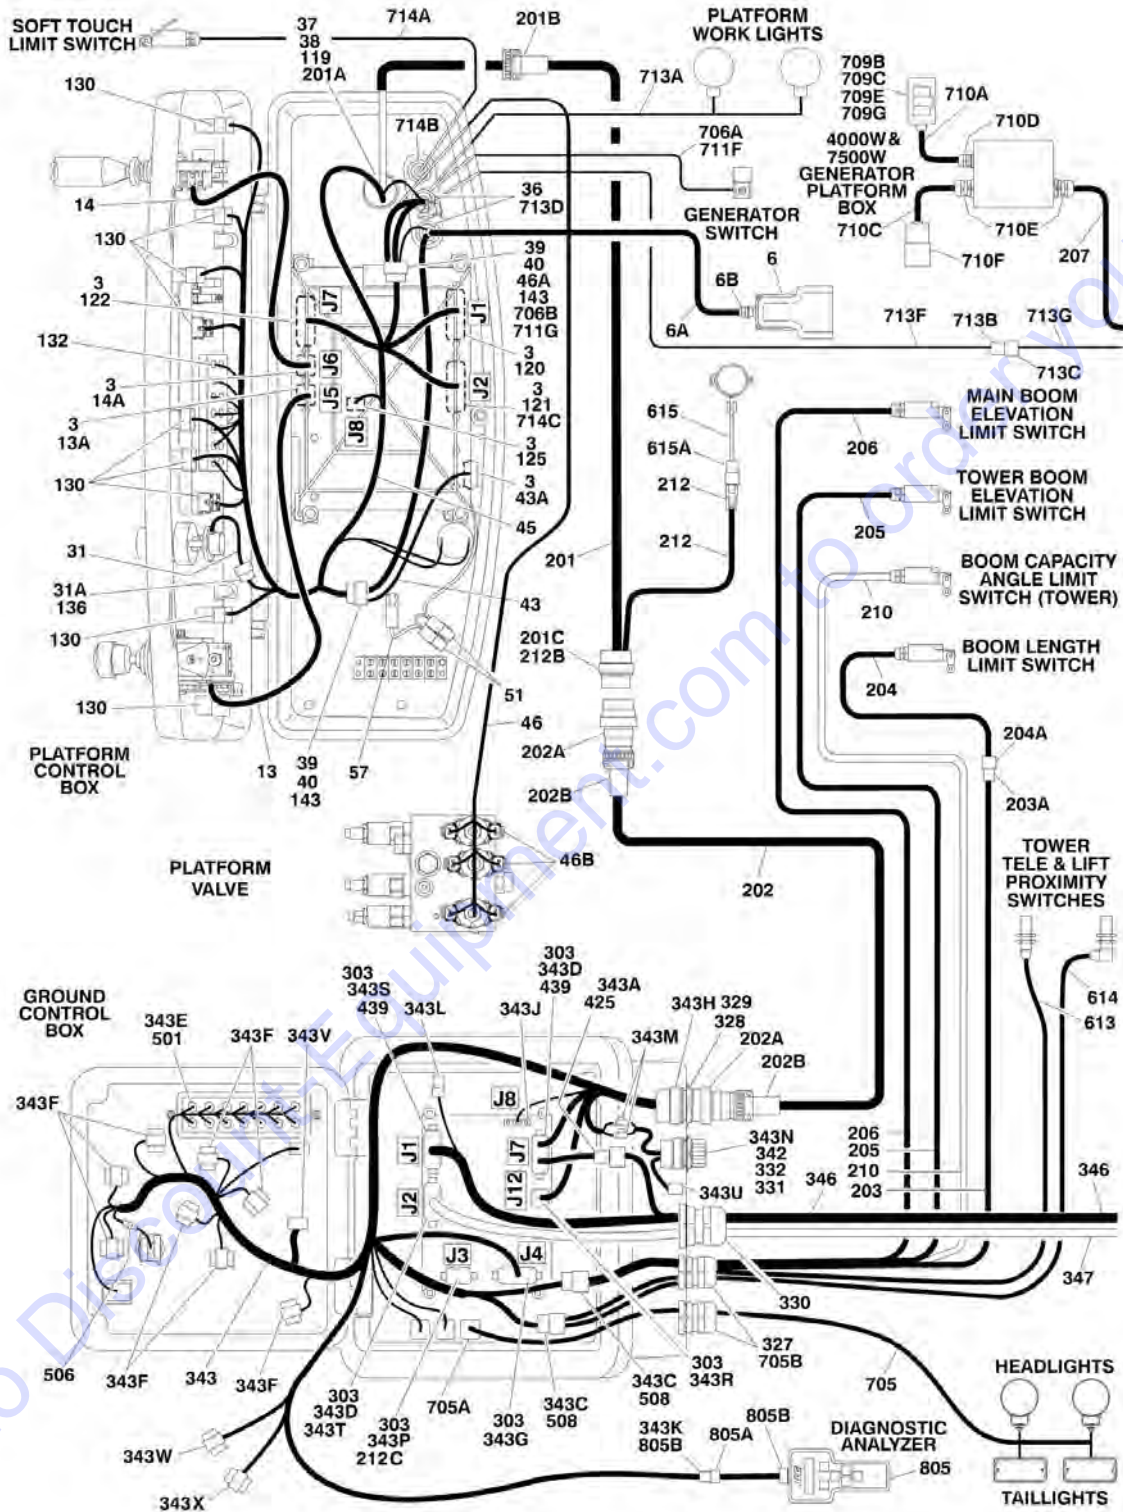 SOFT TOUCH
LIMIT SWITCH
37
38
119
201A
714A
201B
PLATFORM
WORK LIGHTS
713A
709B
709C
709E
709G
710A
710D
130
714B
706A
711F
4000W &
7500W
GENERATOR
PLATFORM
BOX
710C
710E
710F
207
14
36
713D
GENERATOR
SWITCH
6
6B
6A
130
39
40
46A
143
706B
711G
3
122
J7
J1
713F
713B
713G
713C
132
3
120
J6
J5
J2
3
14A
3
121
714C
3
13A
J8
615
615A
MAIN BOOM
ELEVATION
LIMIT SWITCH
206
130
3
125
3
43A
212
TOWER BOOM
ELEVATION
LIMIT SWITCH
205
45
201
212
31
31A
136
BOOM CAPACITY
ANGLE LIMIT
SWITCH (TOWER)
210
43
130
201C
212B
BOOM LENGTH
LIMIT SWITCH
204
51
130
46
202A
204A
PLATFORM
CONTROL
BOX
13
39
40
143
57
202B
203A
PLATFORM
VALVE
46B
202
TOWER
TELE & LIFT
PROXIMITY
SWITCHES
614
613
GROUND
CONTROL
BOX
303
343S
439
343L
303
343D
439
343J
343A
425
343H
329
328
202A
343M
202B
343E
501
343F
343V
343F
J8
J1
J7
343N
342
332
331
206
205
210
203
J2
J12
343U
346
346
J3
J4
347
330
506
343F
343
343F
303
343D
343T
303
343P
212C
705A
303
343G
343C
508
343C
508
303
343R
327
705B
705
HEADLIGHTS
343W
343X
343K
805B
805A
805B
DIAGNOSTIC
ANALYZER
805
TAILLIGHTS
Discount-Equipment.com to order yo